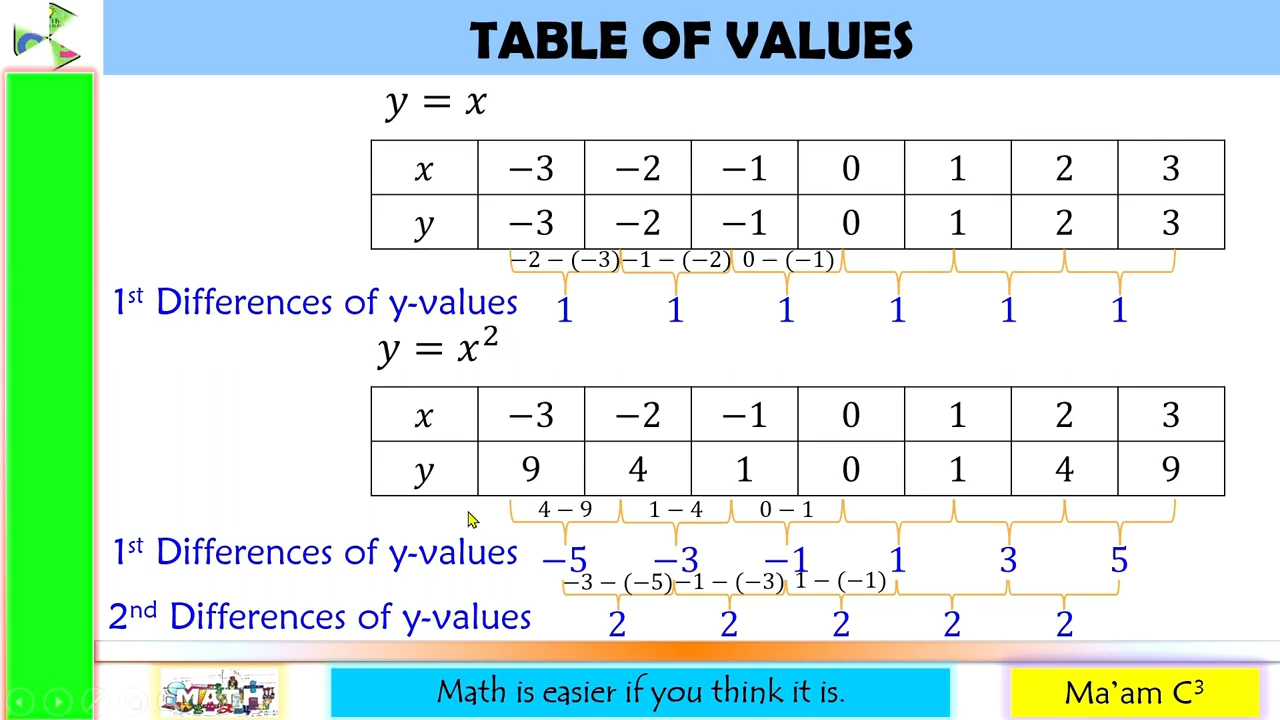 TABLE OF VALUES
y = x
x −3 −2 −1 0 1 2 3
y −3 −2 −1 0 1 2 3
−2 − (−3) −1 − (−2) 0 − (−1)
1st Differences of y-values 1 1 1 1 1 1
y = x²
x −3 −2 −1 0 1 2 3
y 9 4 1 0 1 4 9
4 − 9 1 − 4 0 − 1
1st Differences of y-values −5 −3 −1 1 3 5
−3 − (−5) −1 − (−3) 1 − (−1)
2nd Differences of y-values 2 2 2 2 2
MATH
Math is easier if you think it is.
Ma'am C³